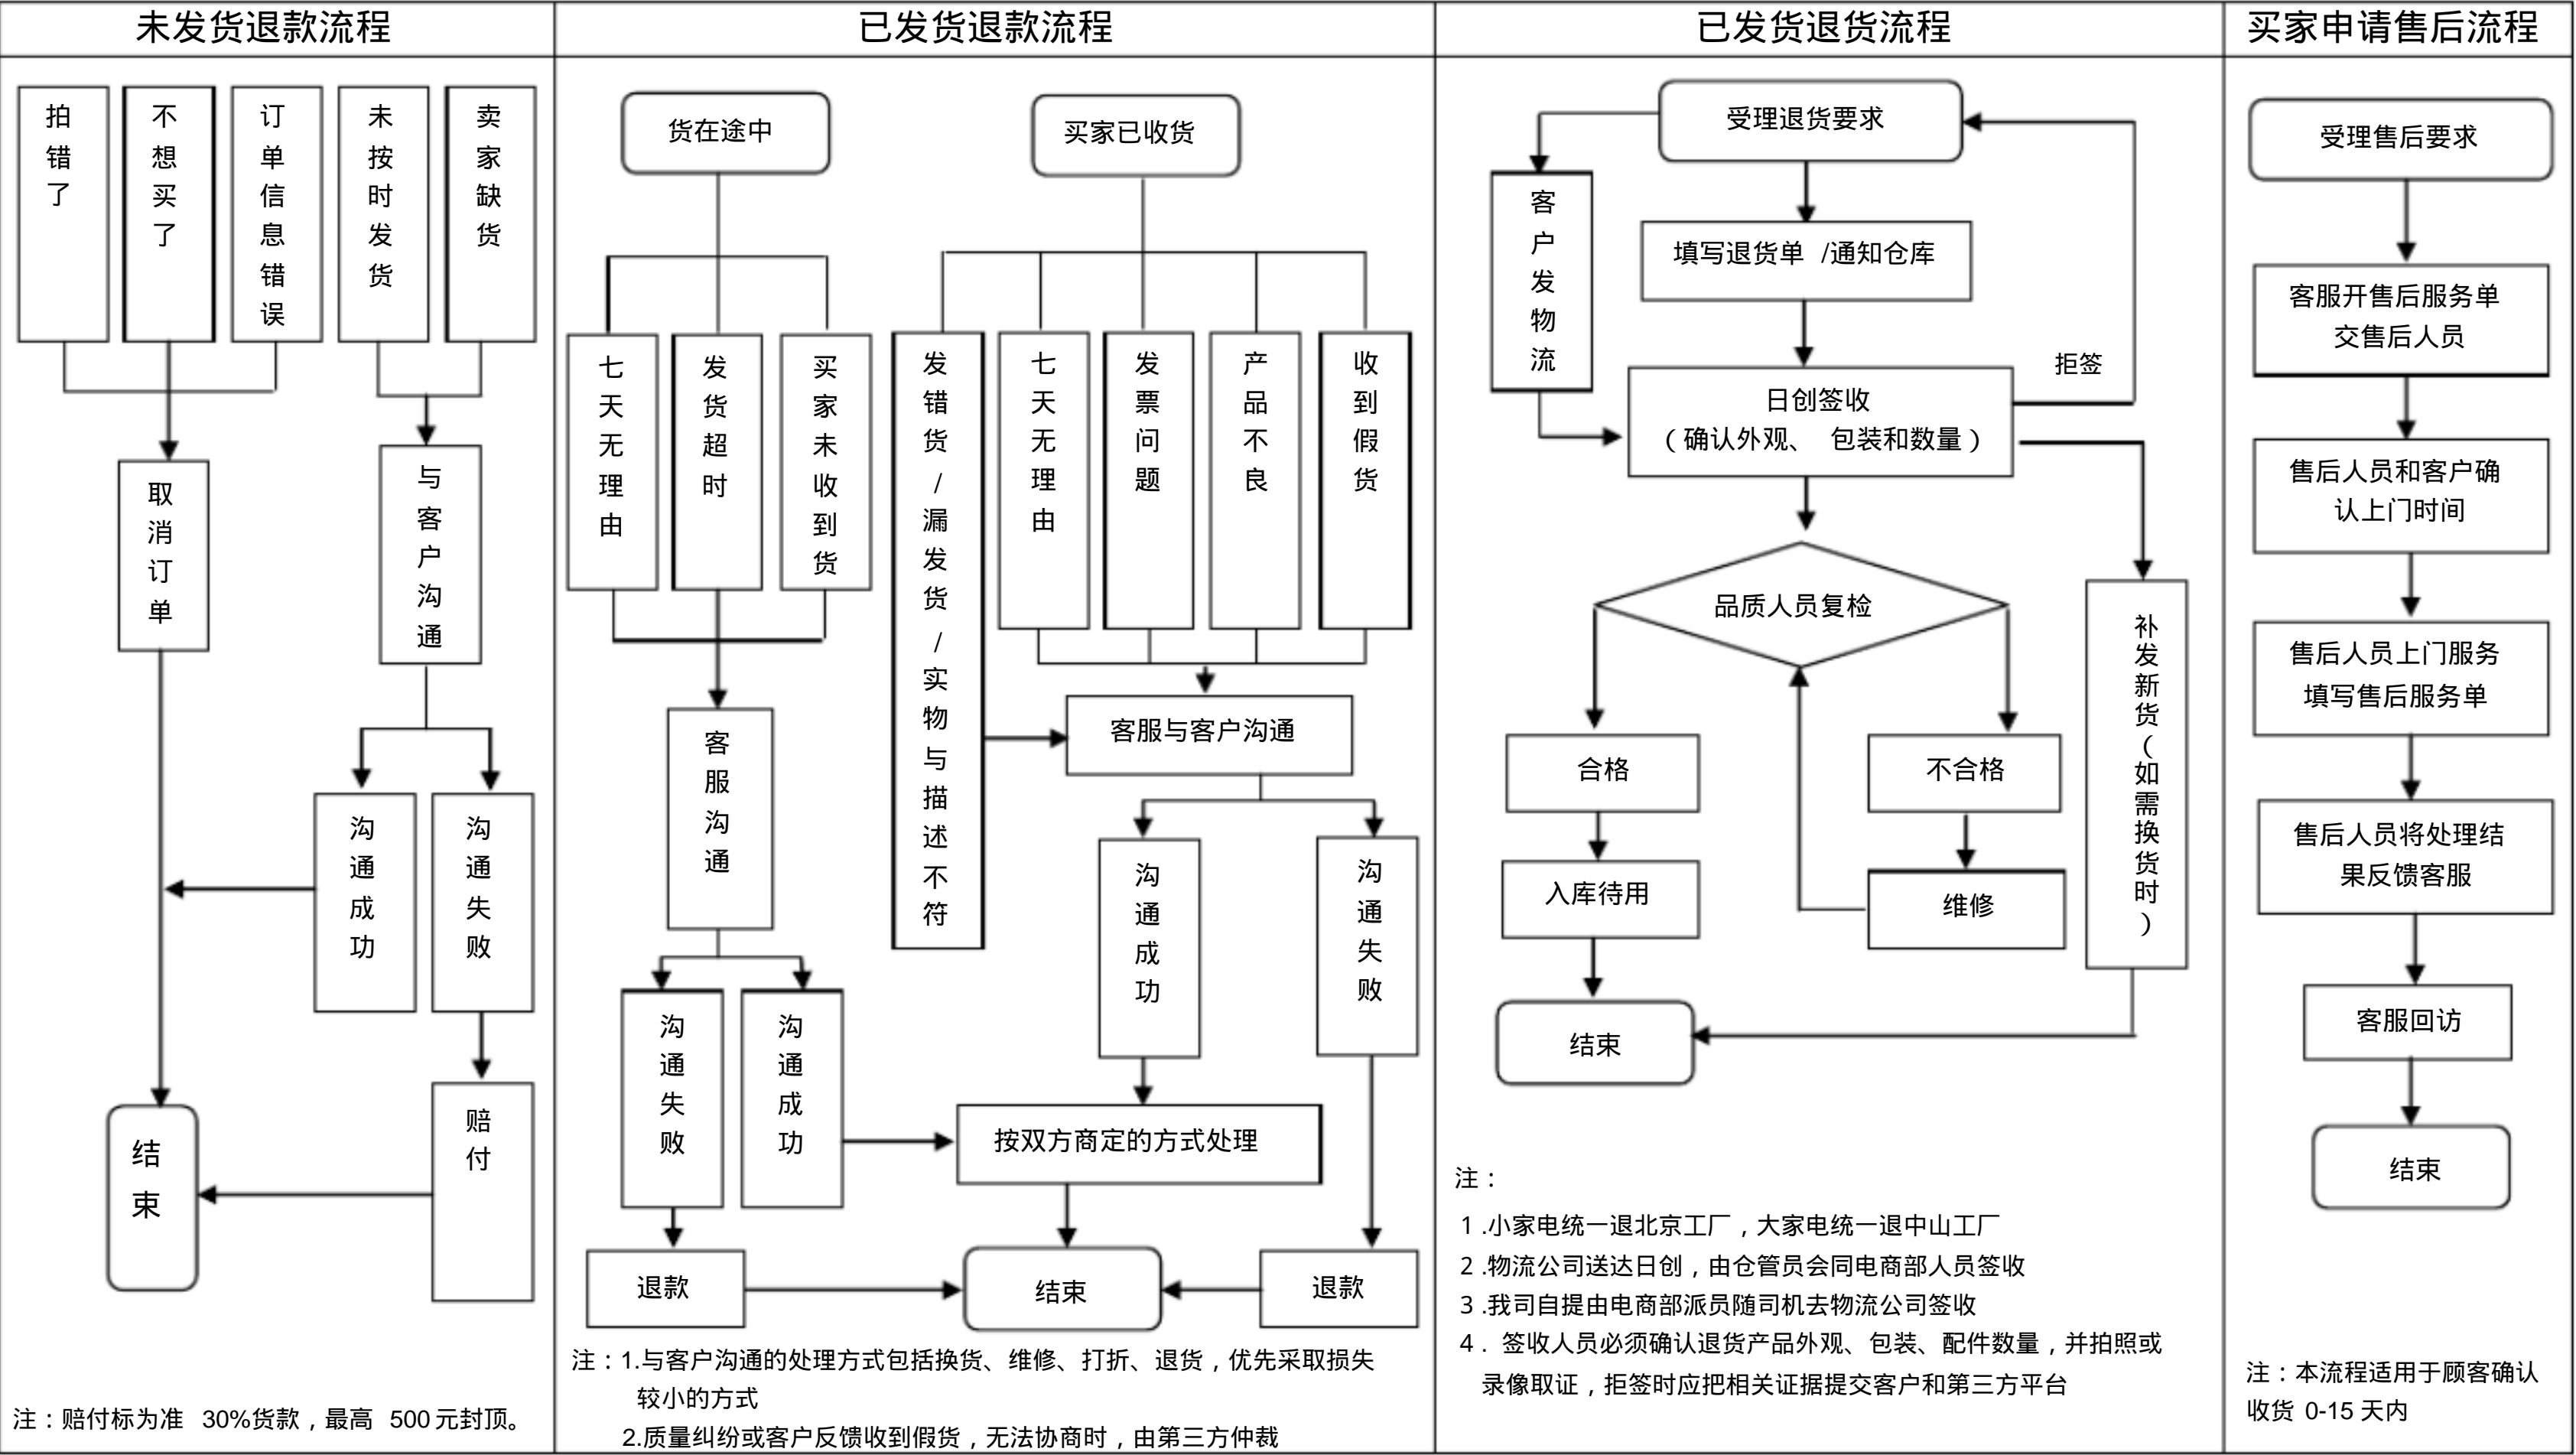 未发货退款流程
拍错了
不想买了
订单信息错误
未按时发货
卖家缺货
取消订单
与客户沟通
沟通成功
沟通失败
赔付
结束
注：赔付标为准 30%货款，最高 500元封顶。
已发货退款流程
货在途中
买家已收货
七天无理由
发货超时
买家未收到货
发错货/漏发货/实物与描述不符
七天无理由
发票问题
产品不良
收到假货
客服沟通
客服与客户沟通
沟通失败
沟通成功
沟通成功
沟通失败
按双方商定的方式处理
退款
结束
退款
注：1.与客户沟通的处理方式包括换货、维修、打折、退货，优先采取损失
较小的方式
2.质量纠纷或客户反馈收到假货，无法协商时，由第三方仲裁
已发货退货流程
受理退货要求
客户发物流
填写退货单 /通知仓库
拒签
日创签收
（确认外观、 包装和数量）
品质人员复检
补发新货（如需换货时）
合格
不合格
入库待用
维修
结束
注：
1 .小家电统一退北京工厂，大家电统一退中山工厂
2 .物流公司送达日创，由仓管员会同电商部人员签收
3 .我司自提由电商部派员随司机去物流公司签收
4 . 签收人员必须确认退货产品外观、包装、配件数量，并拍照或
录像取证，拒签时应把相关证据提交客户和第三方平台
买家申请售后流程
受理售后要求
客服开售后服务单
交售后人员
售后人员和客户确
认上门时间
售后人员上门服务
填写售后服务单
售后人员将处理结
果反馈客服
客服回访
结束
注：本流程适用于顾客确认
收货 0-15 天内